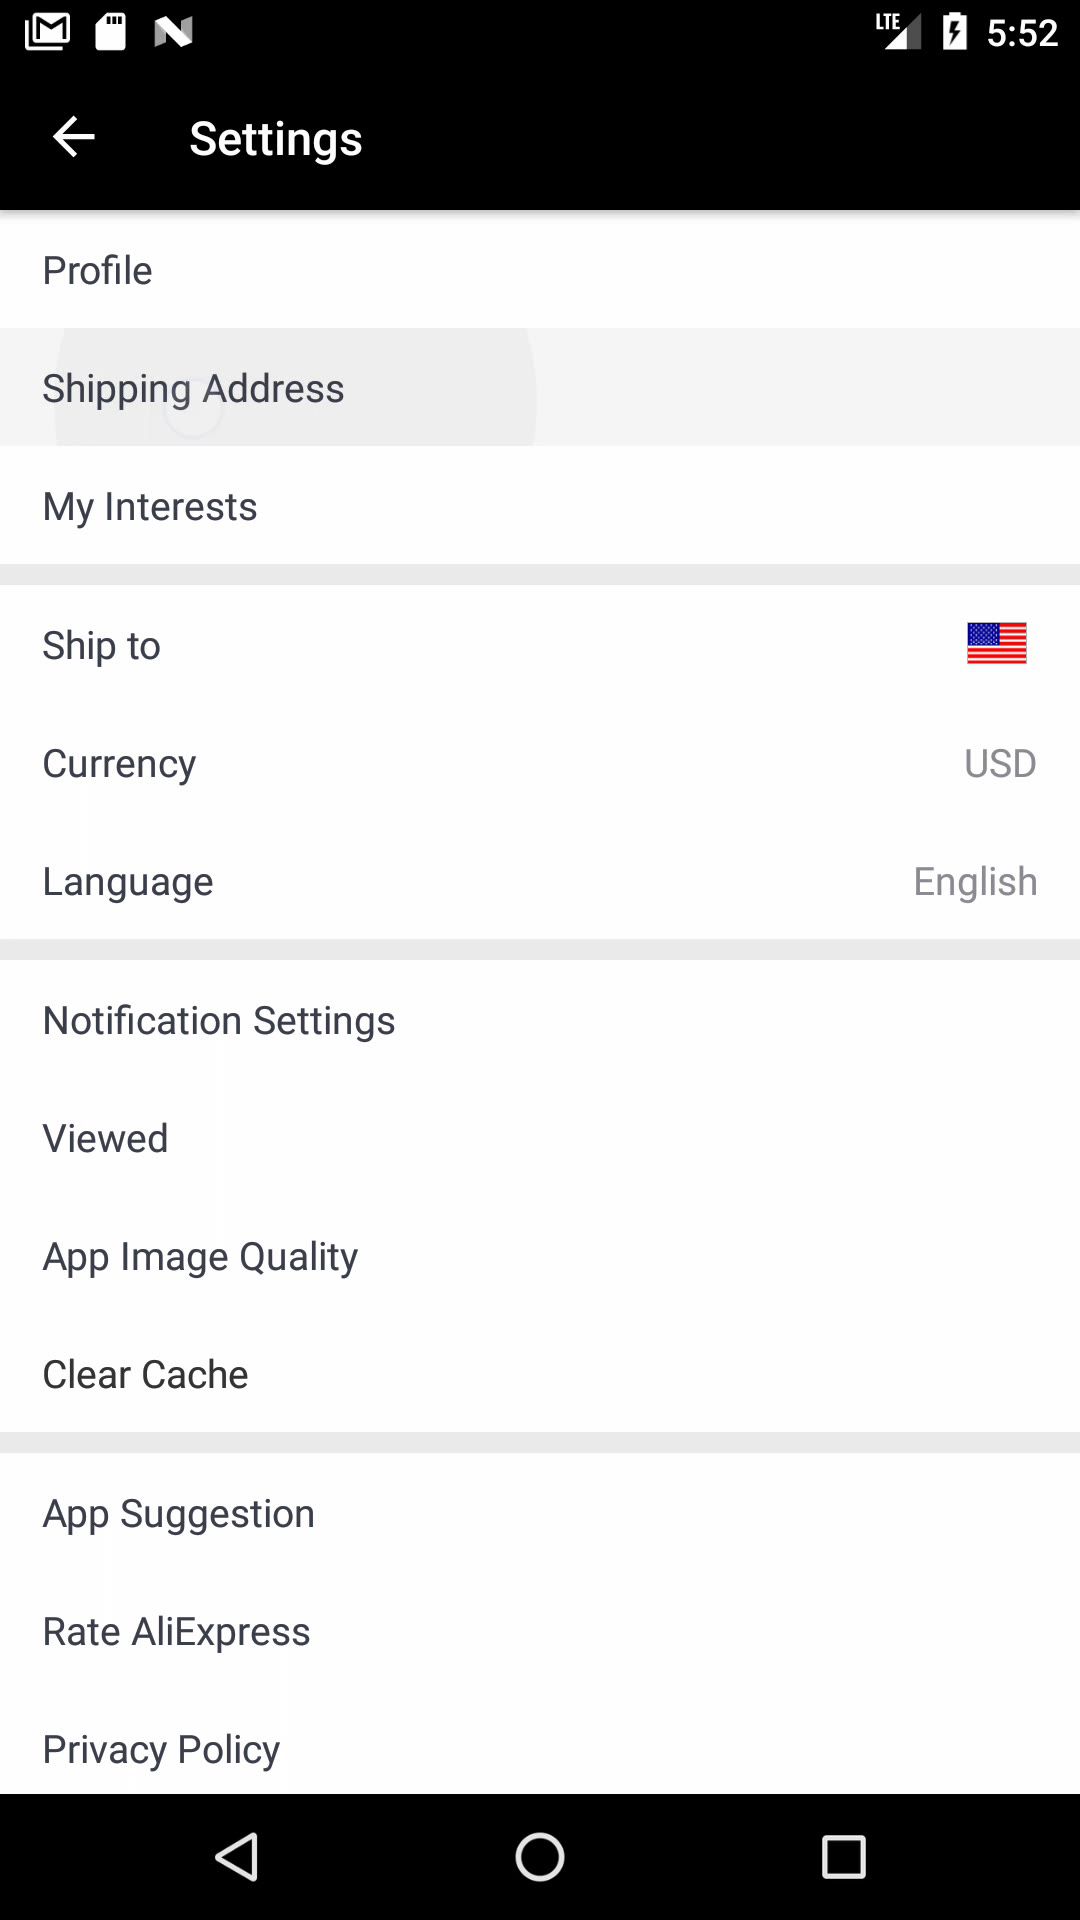 LTE 5:52
Settings
Profile
Shipping Address
My Interests
Ship to
Currency USD
Language English
Notification Settings
Viewed
App Image Quality
Clear Cache
App Suggestion
Rate AliExpress
Privacy Policy